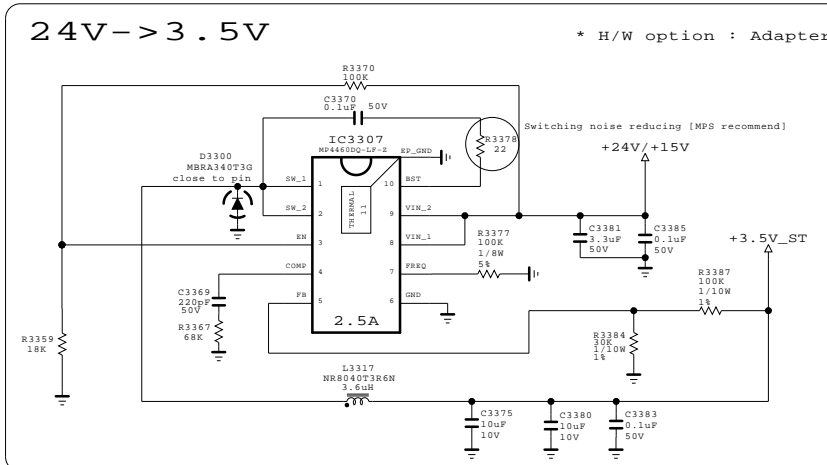 24V->3.5V
* H/W option : Adapter
R3370
100K
C3370
0.1uF 50V
R3378
22
Switching noise reducing [MPS recommend]
+24V/+15V
IC3307
MP4460DQ-LF-Z
EP_GND
D3300
MBRA340T3G
close to pin
SW_1
1
10
BST
THERMAL
11
SW_2
2
9
VIN_2
EN
3
8
VIN_1
COMP
4
7
FREQ
FB
5
6
GND
2.5A
R3377
100K
1/8W
5%
C3381
3.3uF
50V
C3385
0.1uF
50V
+3.5V_ST
R3387
100K
1/10W
1%
C3369
220pF
50V
R3367
68K
R3359
18K
R3384
30K
1/10W
1%
L3317
NR8040T3R6N
3.6uH
C3375
10uF
10V
C3380
10uF
10V
C3383
0.1uF
50V